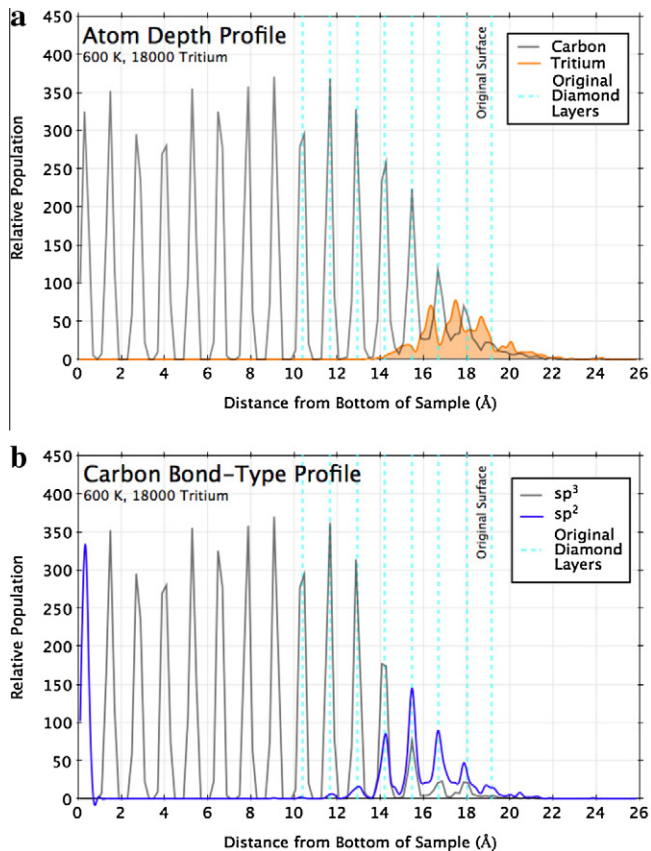 a
Atom Depth Profile
600 K, 18000 Tritium
Original Surface
Carbon
Tritium
Original
Diamond
Layers
Relative Population
450
400
350
300
250
200
150
100
50
0
0 2 4 6 8 10 12 14 16 18 20 22 24 26
Distance from Bottom of Sample (Å)
b
Carbon Bond-Type Profile
600 K, 18000 Tritium
Original Surface
sp³
sp²
Original
Diamond
Layers
Relative Population
450
400
350
300
250
200
150
100
50
0
0 2 4 6 8 10 12 14 16 18 20 22 24 26
Distance from Bottom of Sample (Å)